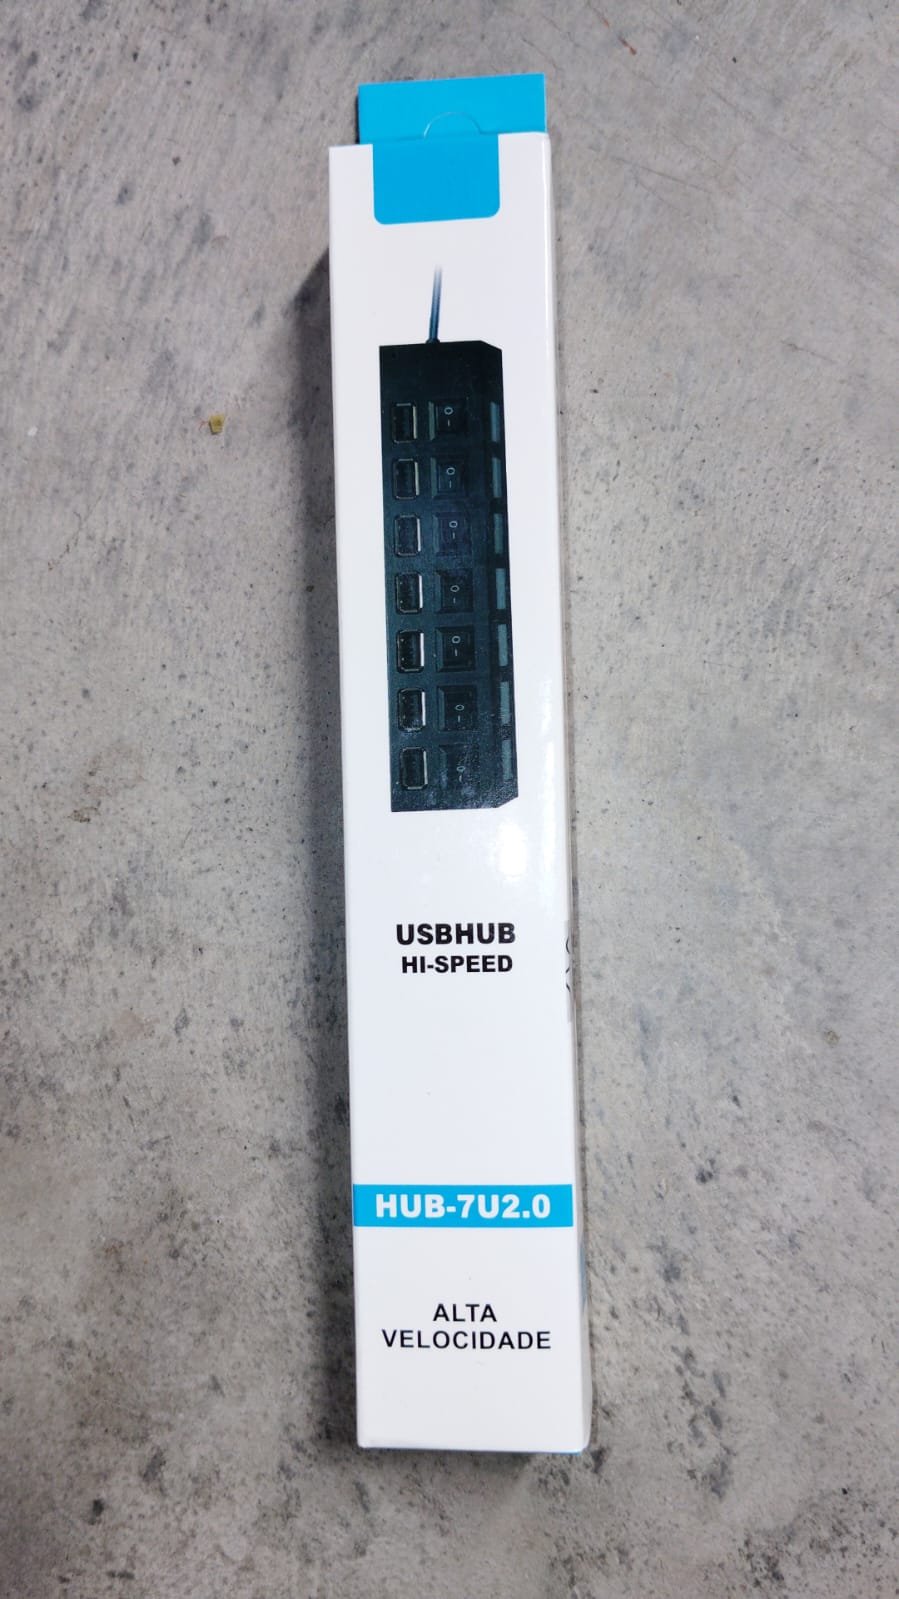 USBHUB
HI-SPEED
HUB-7U2.0
ALTA
VELOCIDADE